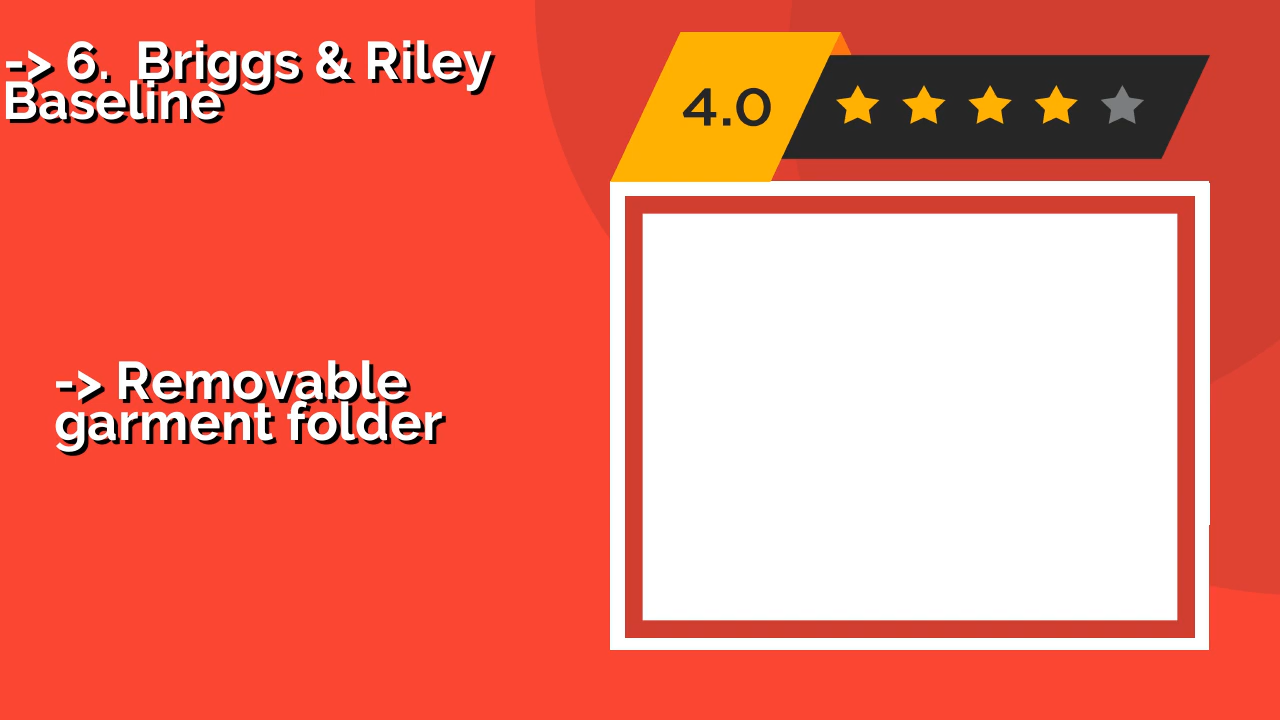 -> 6.  Briggs & Riley
Baseline
4.0
-> Removable
garment folder